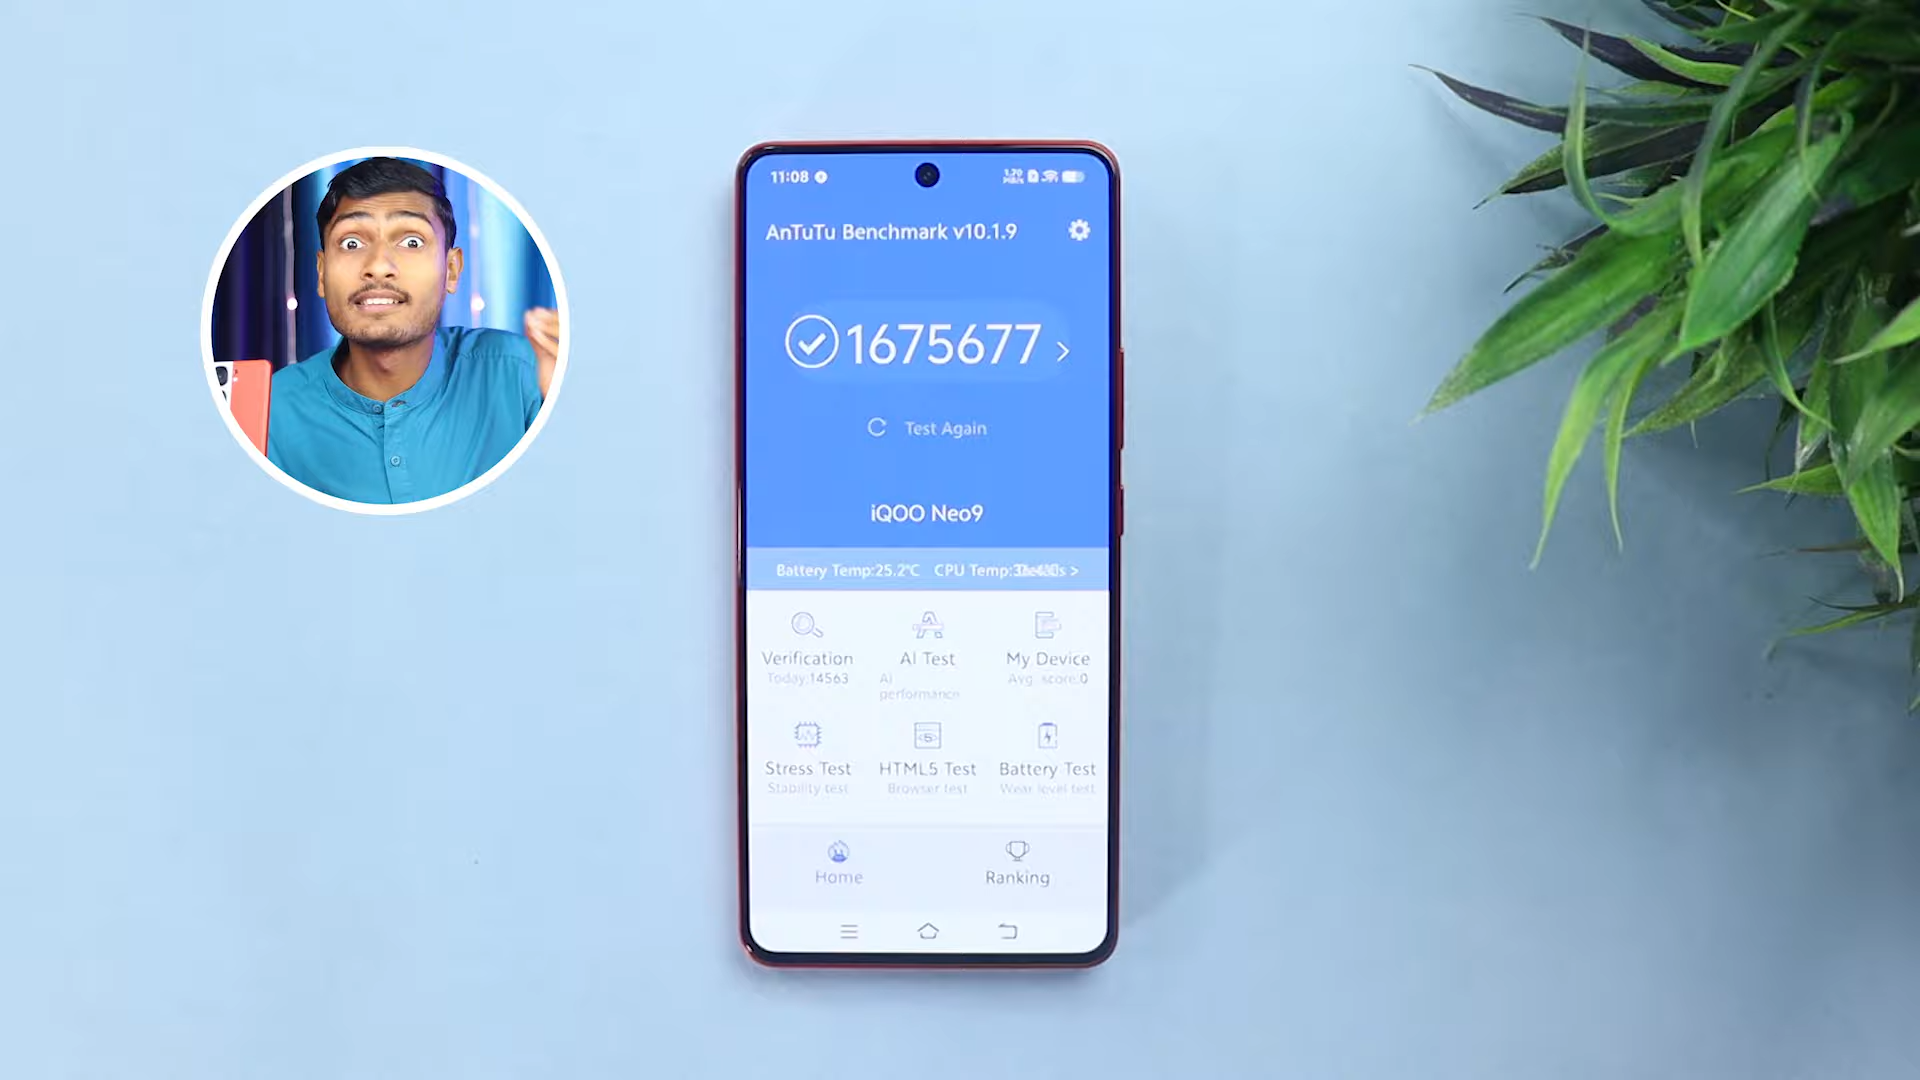 11:08
AnTuTu Benchmark v10.1.9
1675677
Test Again
iQOO Neo9
Battery Temp:25.2°C CPU Temp:
Verification
Today:14563
AI Test
AI
performance
My Device
Avg. score:0
Stress Test
Stability test
HTML5 Test
Browser test
Battery Test
Wear level test
Home
Ranking